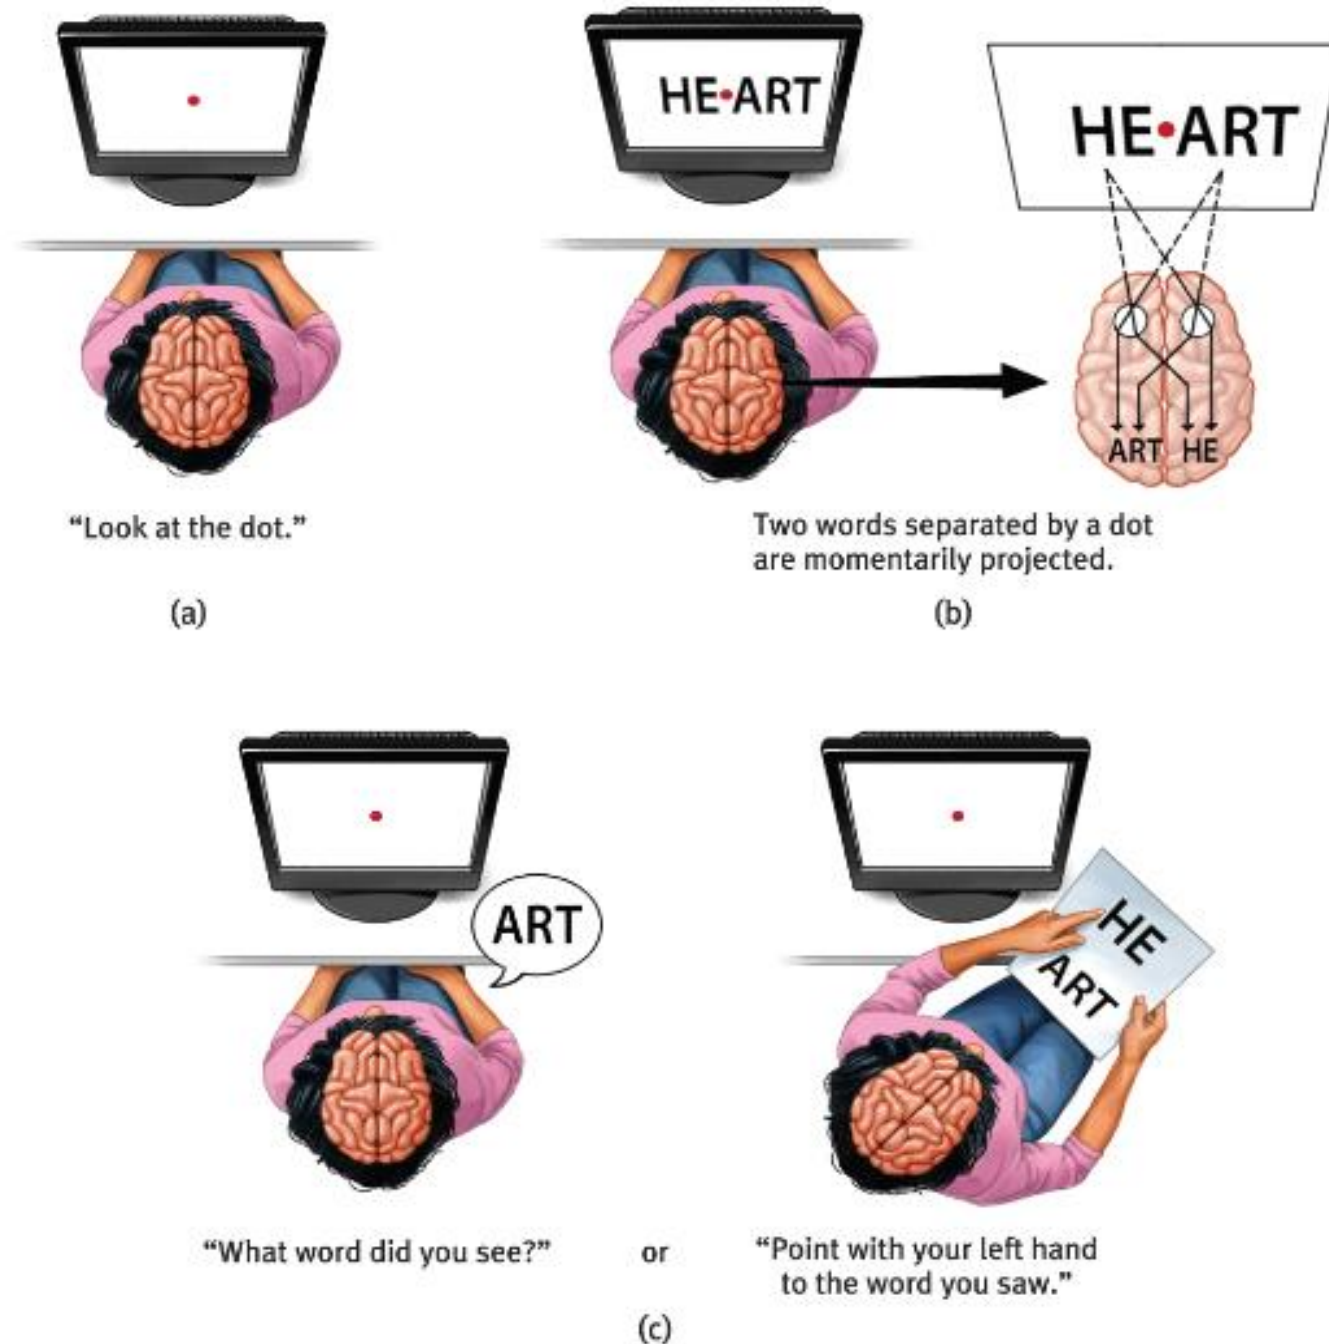 HE•ART
HE•ART
ART HE
“Look at the dot.”
Two words separated by a dot
are momentarily projected.
(a)
(b)
ART
HE
ART
“What word did you see?”
or
“Point with your left hand
to the word you saw.”
(c)